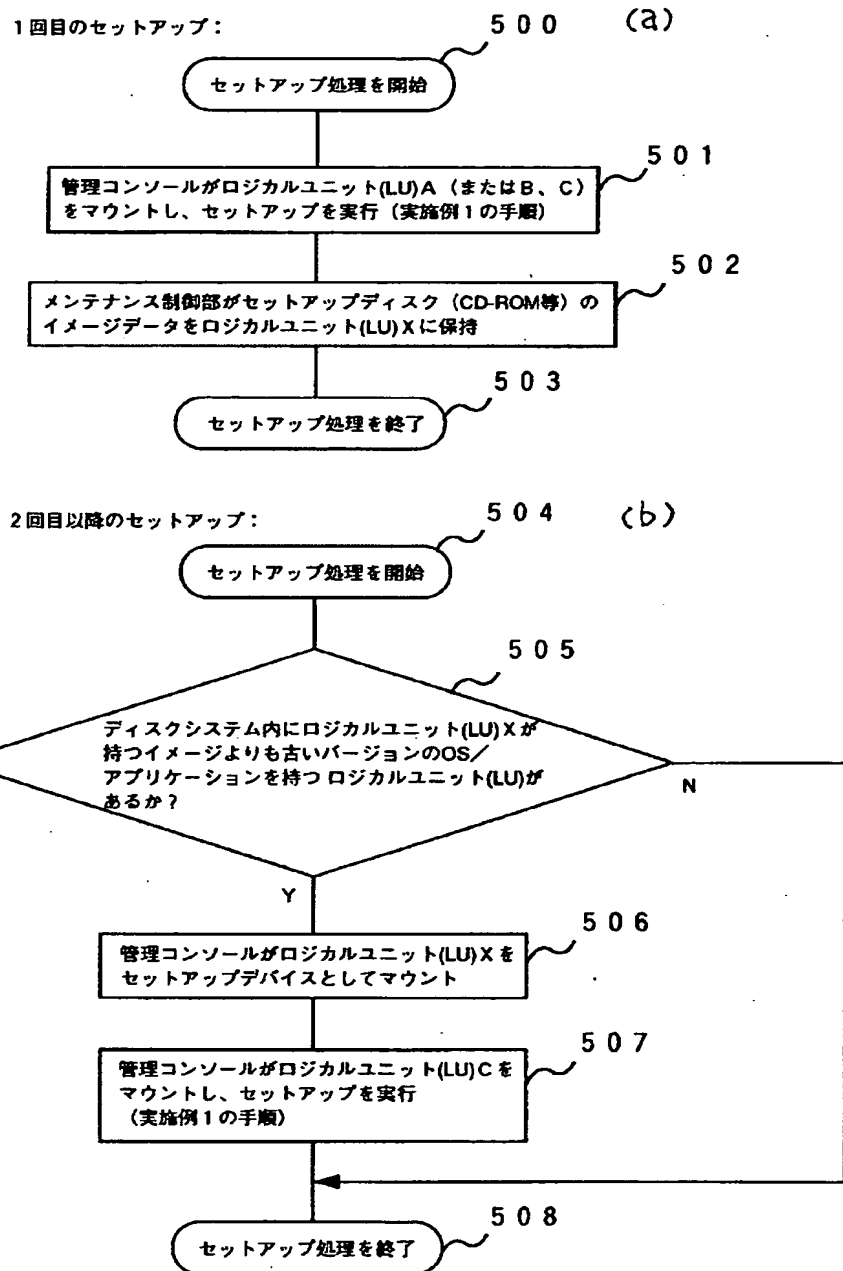 1回目のセットアップ:
500
(a)
セットアップ処理を開始
501
管理コンソールがロジカルユニット(LU)A(またはB、C)
をマウントし、セットアップを実行(実施例1の手順)
502
メンテナンス制御部がセットアップディスク(CD-ROM等)の
イメージデータをロジカルユニット(LU)Xに保持
503
セットアップ処理を終了
2回目以降のセットアップ:
504
(b)
セットアップ処理を開始
505
ディスクシステム内にロジカルユニット(LU)Xが
持つイメージよりも古いバージョンのOS/
アプリケーションを持つ ロジカルユニット(LU)が
あるか?
N
Y
506
管理コンソールがロジカルユニット(LU)Xを
セットアップデバイスとしてマウント
507
管理コンソールがロジカルユニット(LU)Cを
マウントし、セットアップを実行
(実施例1の手順)
508
セットアップ処理を終了